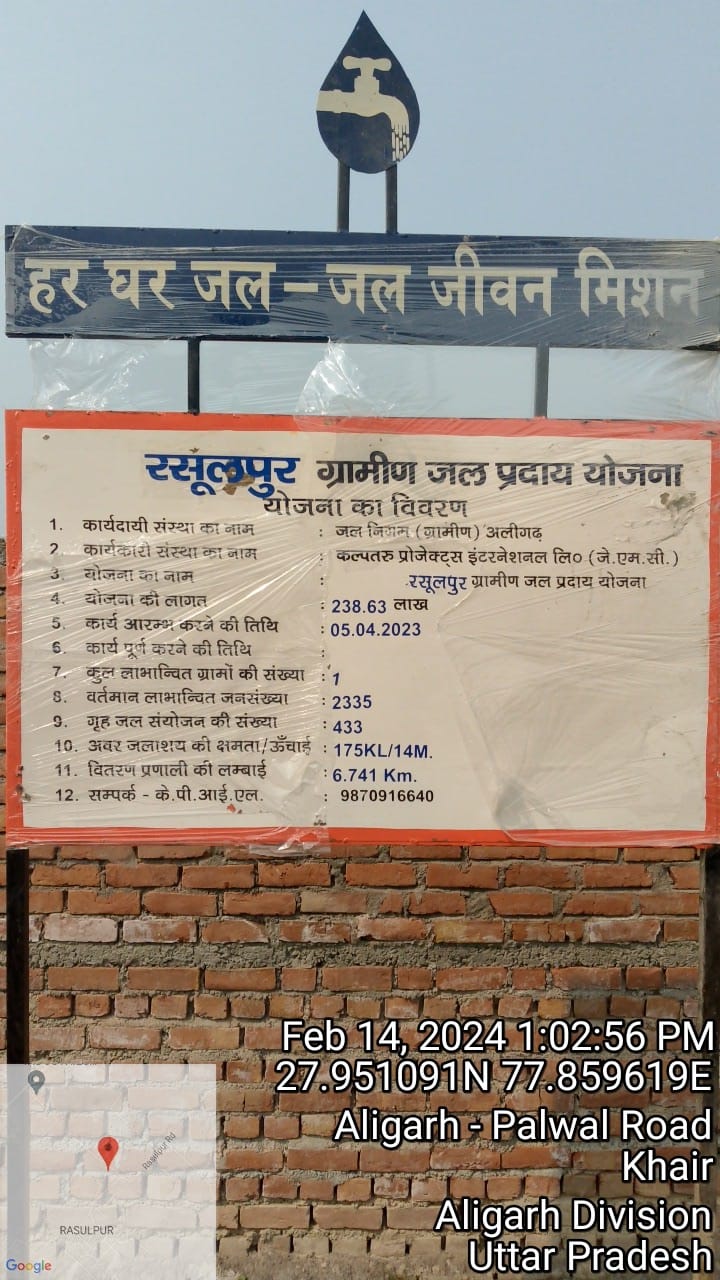 हर घर जल – जल जीवन मिशन
रसूलपुर ग्रामीण जल प्रदाय योजना
योजना का विवरण
1. कार्यदायी संस्था का नाम : जल निगम (ग्रामीण) अलीगढ़
2. कार्यकारी संस्था का नाम : कल्पतरु प्रोजेक्ट्स इंटरनेशनल लि० (जे.एम.सी.)
3. योजना का नाम : रसूलपुर ग्रामीण जल प्रदाय योजना
4. योजना की लागत : 238.63 लाख
5. कार्य आरम्भ करने की तिथि : 05.04.2023
6. कार्य पूर्ण करने की तिथि :
7. कुल लाभान्वित ग्रामों की संख्या : 1
8. वर्तमान लाभान्वित जनसंख्या : 2335
9. गृह जल संयोजन की संख्या : 433
10. अवर जलाशय की क्षमता/ऊँचाई : 175KL/14M.
11. वितरण प्रणाली की लम्बाई : 6.741 Km.
12. सम्पर्क - के.पी.आई.एल. : 9870916640
Feb 14, 2024 1:02:56 PM
27.951091N 77.859619E
Aligarh - Palwal Road
Khair
Aligarh Division
Uttar Pradesh
Rasulpur Rd
RASULPUR
Google